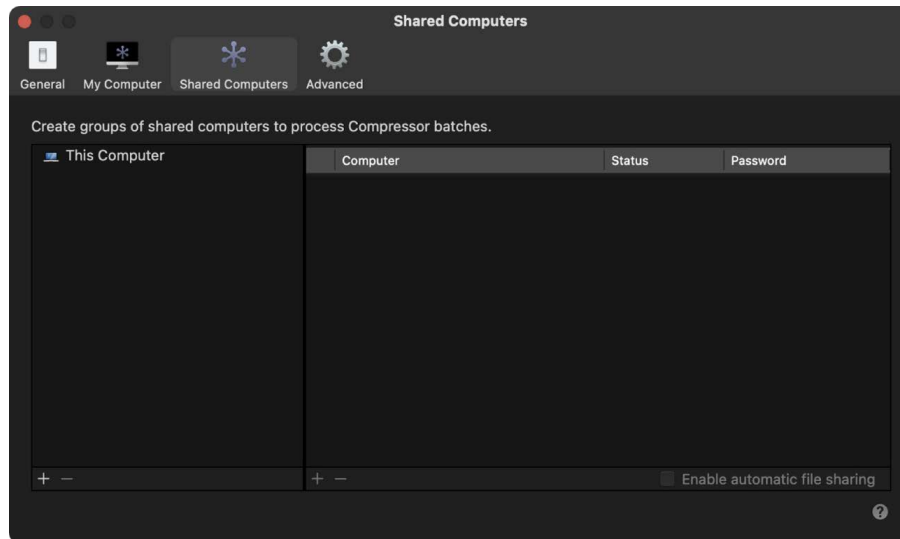 Shared Computers
General My Computer Shared Computers Advanced
Create groups of shared computers to process Compressor batches.
This Computer
Computer Status Password
+ − + − Enable automatic file sharing
?